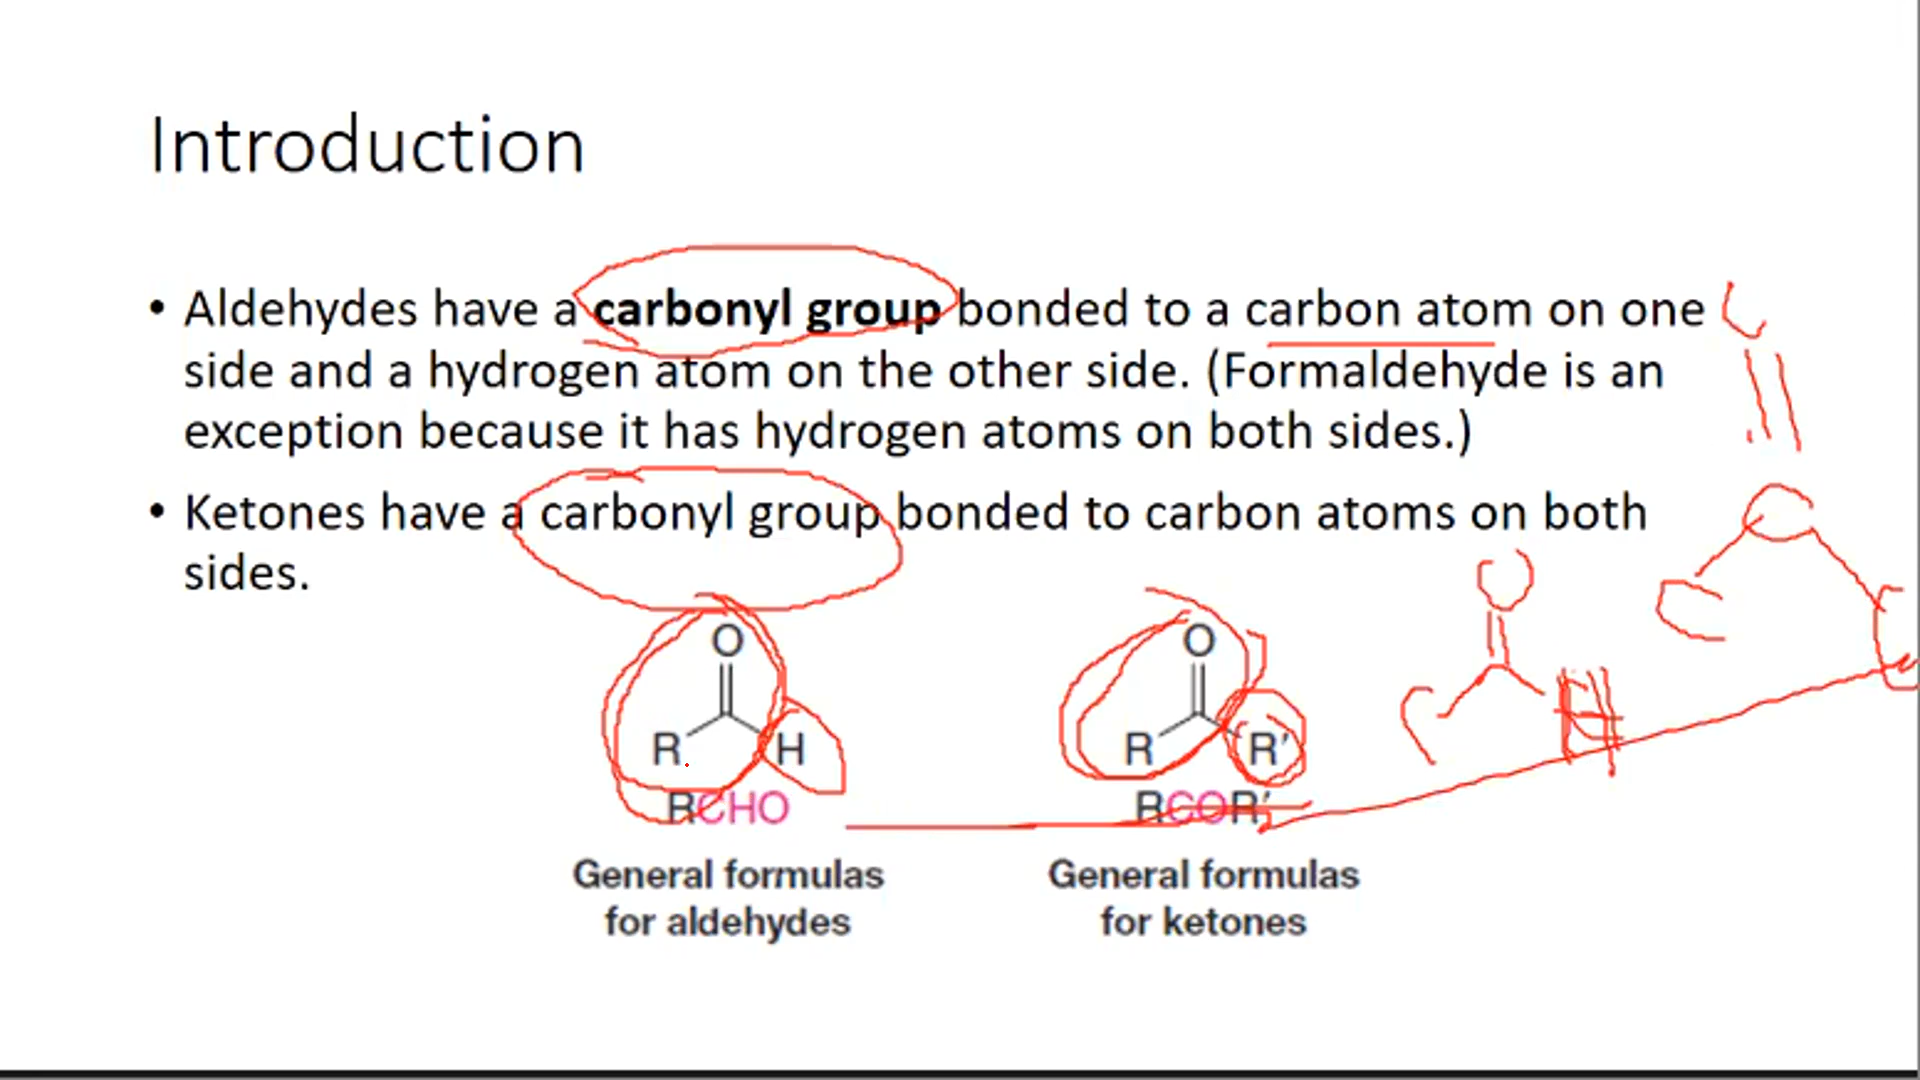 Introduction
• Aldehydes have a carbonyl group bonded to a carbon atom on one
side and a hydrogen atom on the other side. (Formaldehyde is an
exception because it has hydrogen atoms on both sides.)
• Ketones have a carbonyl group bonded to carbon atoms on both
sides.
O
R H
RCHO
General formulas
for aldehydes
O
R R′
RCOR′
General formulas
for ketones
O
C H